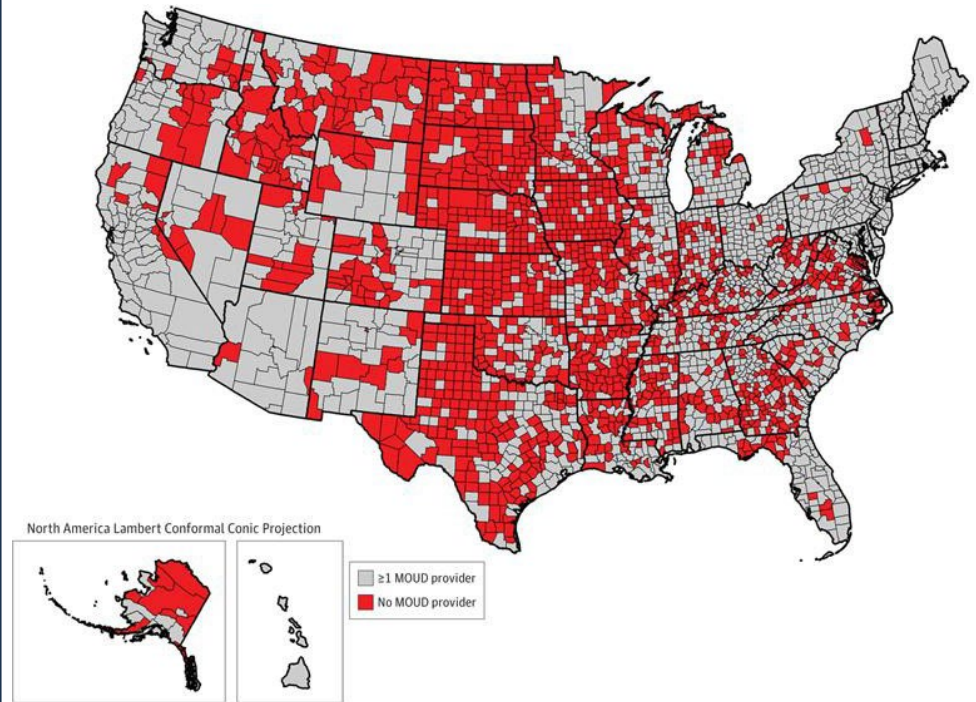 North America Lambert Conformal Conic Projection
≥1 MOUD provider
No MOUD provider